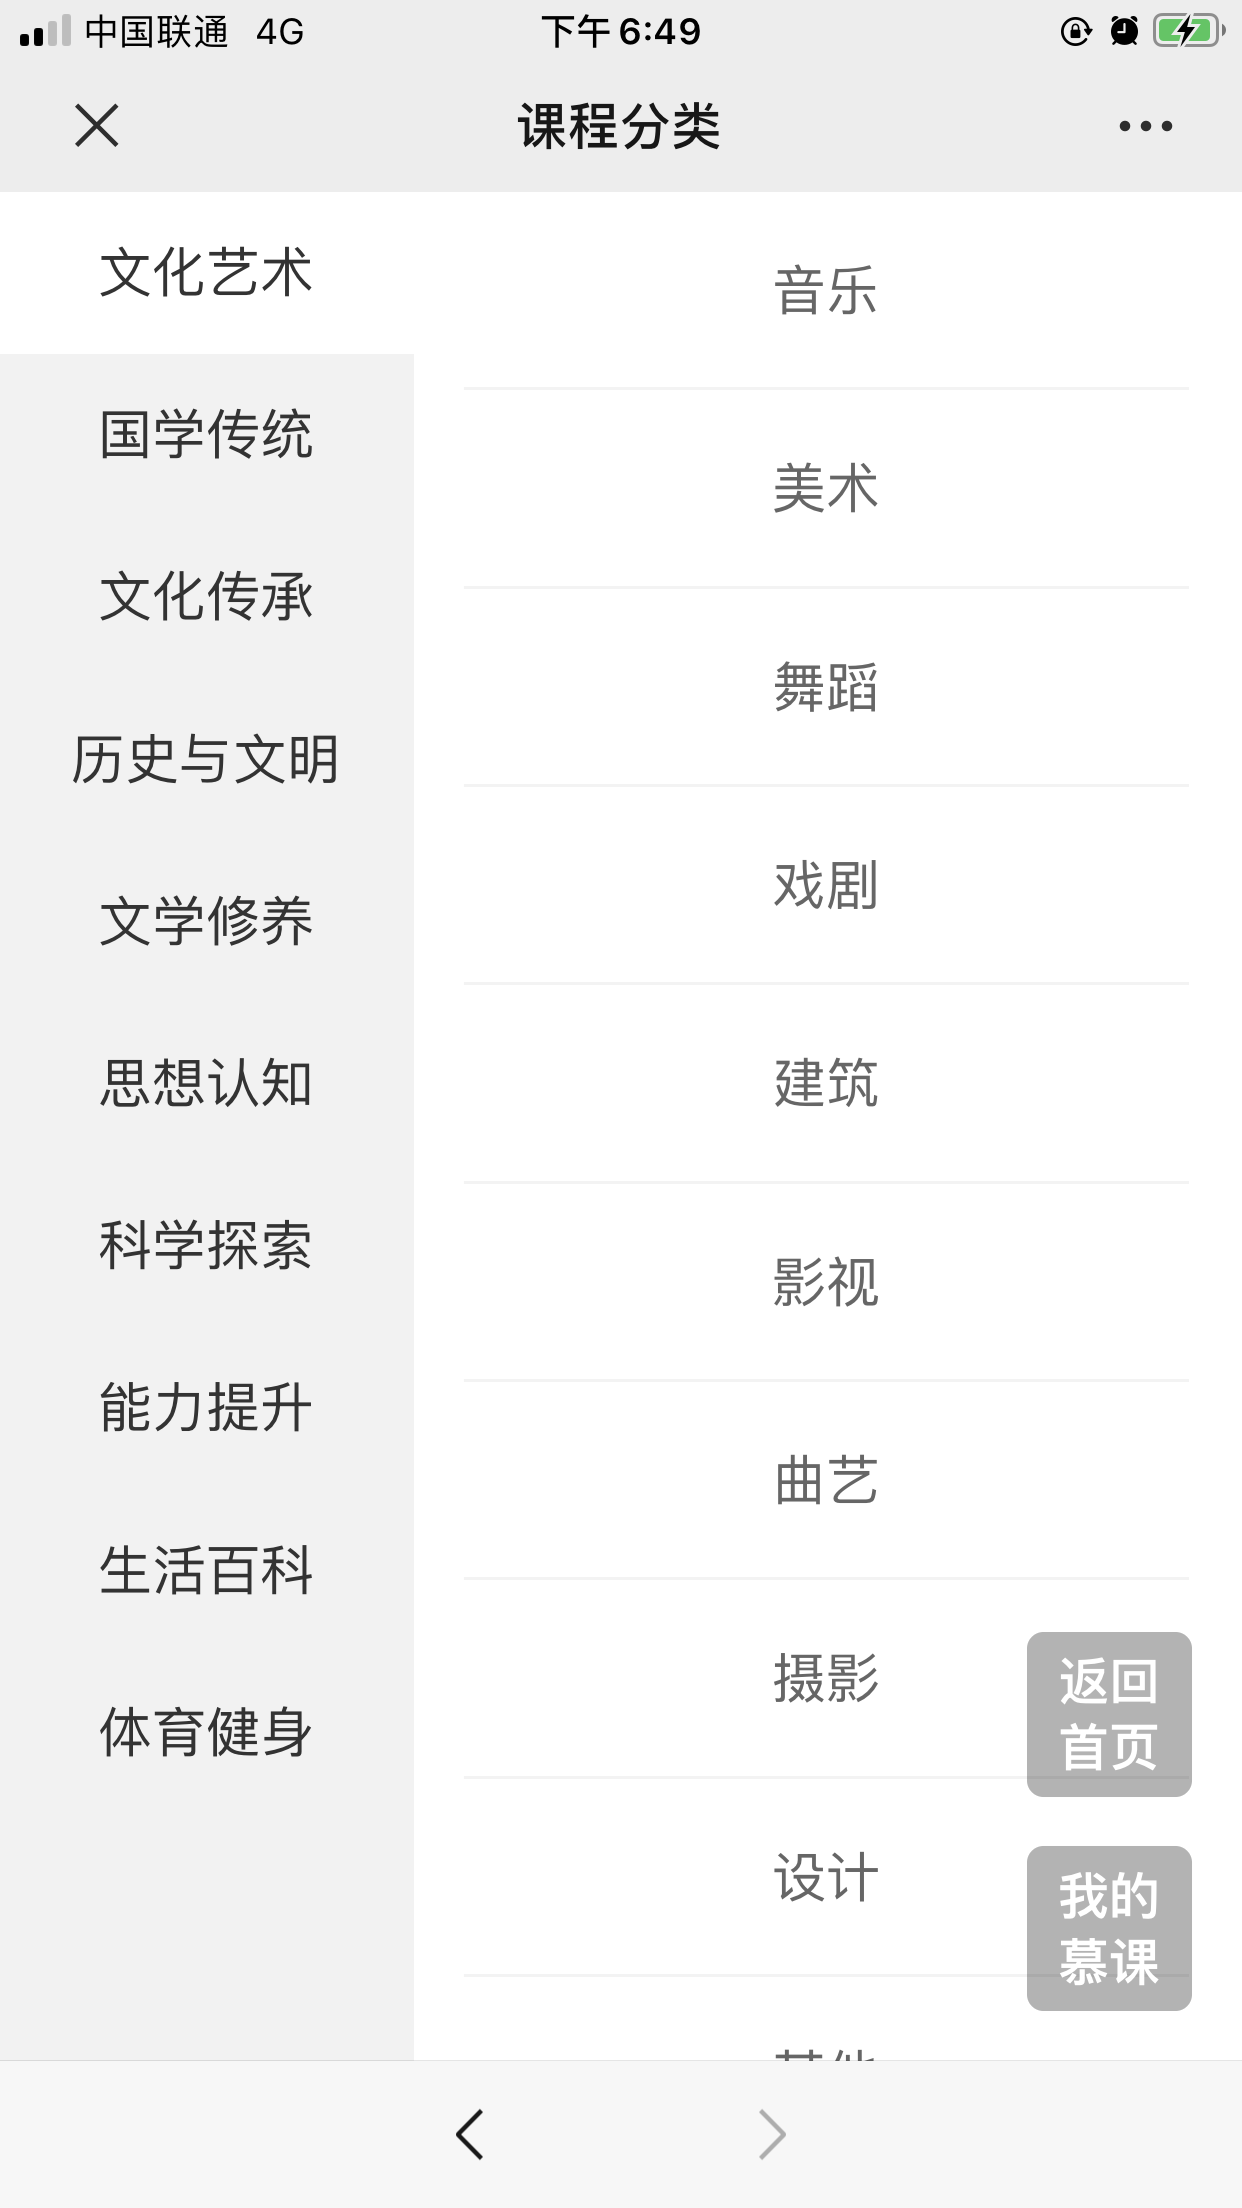 中国联通 4G 下午6:49
课程分类
文化艺术
国学传统
文化传承
历史与文明
文学修养
思想认知
科学探索
能力提升
生活百科
体育健身
音乐
美术
舞蹈
戏剧
建筑
影视
曲艺
摄影
设计
返回
首页
我的
慕课